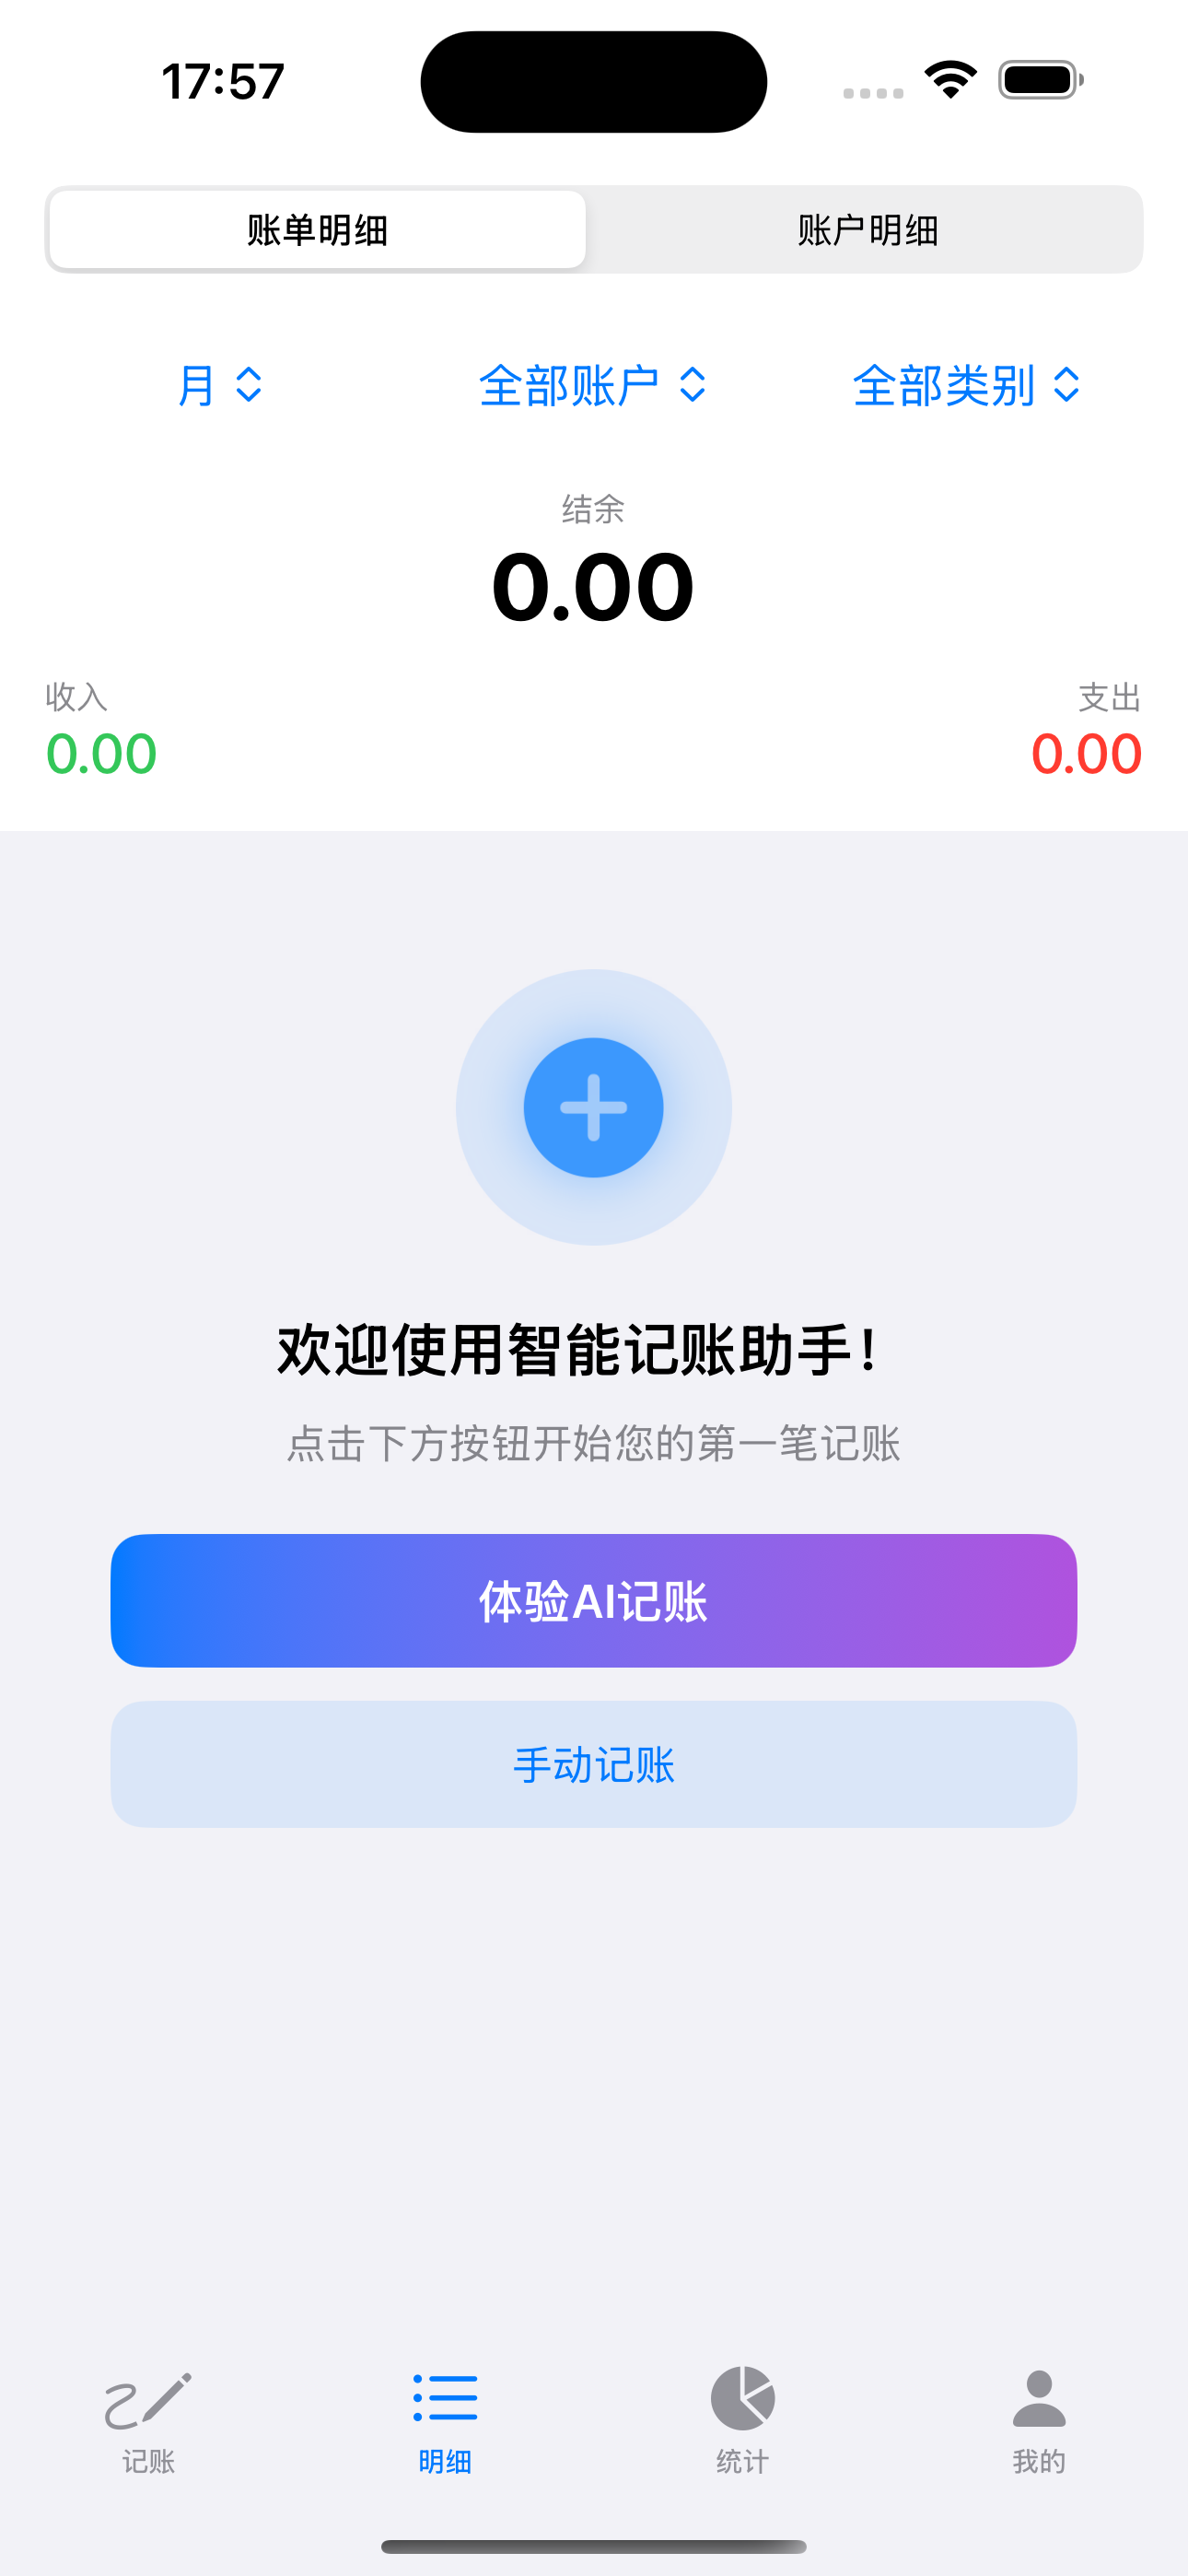 17:57
账单明细 账户明细
月 全部账户 全部类别
结余
0.00
收入 支出
0.00 0.00
欢迎使用智能记账助手！
点击下方按钮开始您的第一笔记账
体验AI记账
手动记账
记账 明细 统计 我的